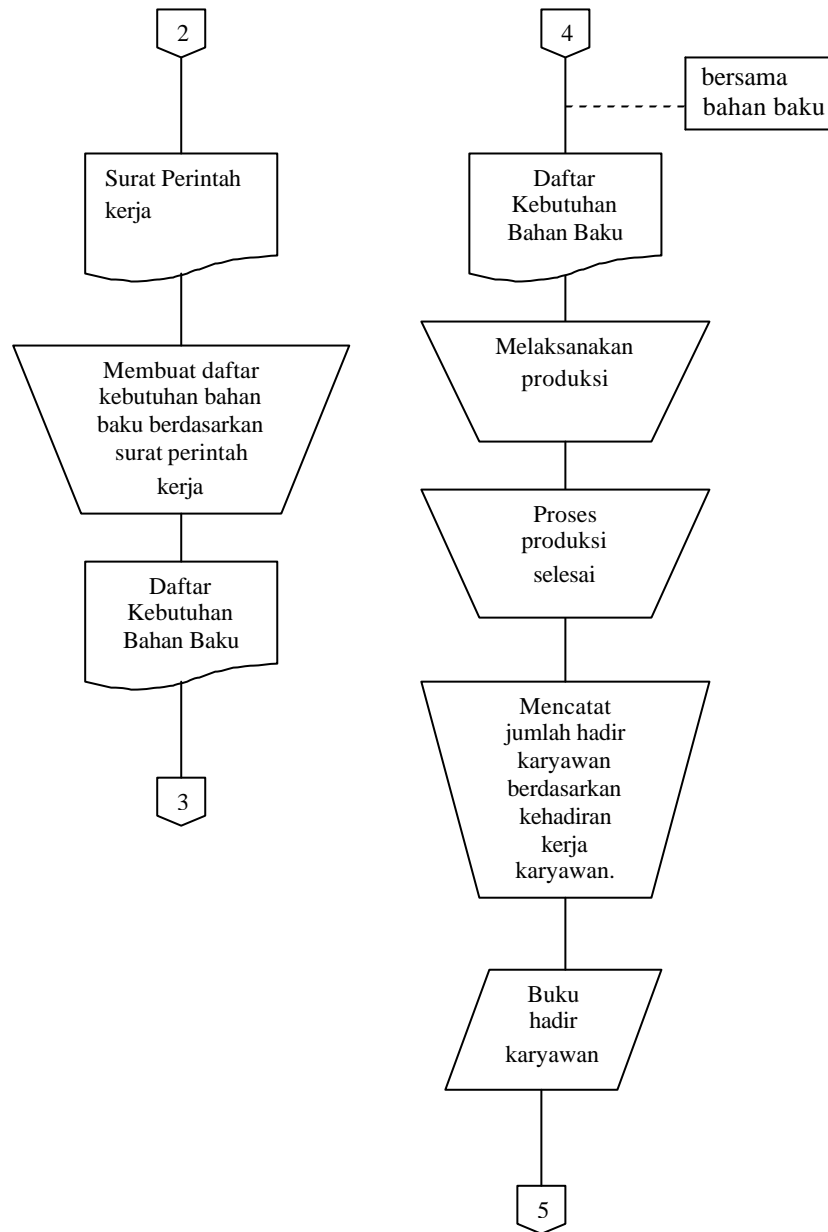 2
Surat Perintah
kerja
Membuat daftar
kebutuhan bahan
baku berdasarkan
surat perintah
kerja
Daftar
Kebutuhan
Bahan Baku
3
4
bersama
bahan baku
Daftar
Kebutuhan
Bahan Baku
Melaksanakan
produksi
Proses
produksi
selesai
Mencatat
jumlah hadir
karyawan
berdasarkan
kehadiran
kerja
karyawan.
Buku
hadir
karyawan
5